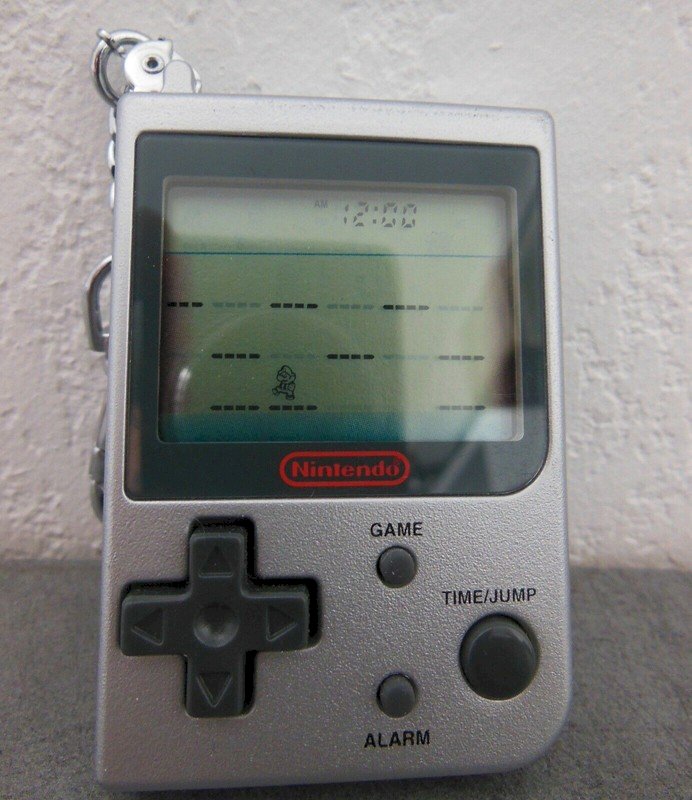 AM 12:00
Nintendo
GAME
TIME/JUMP
ALARM